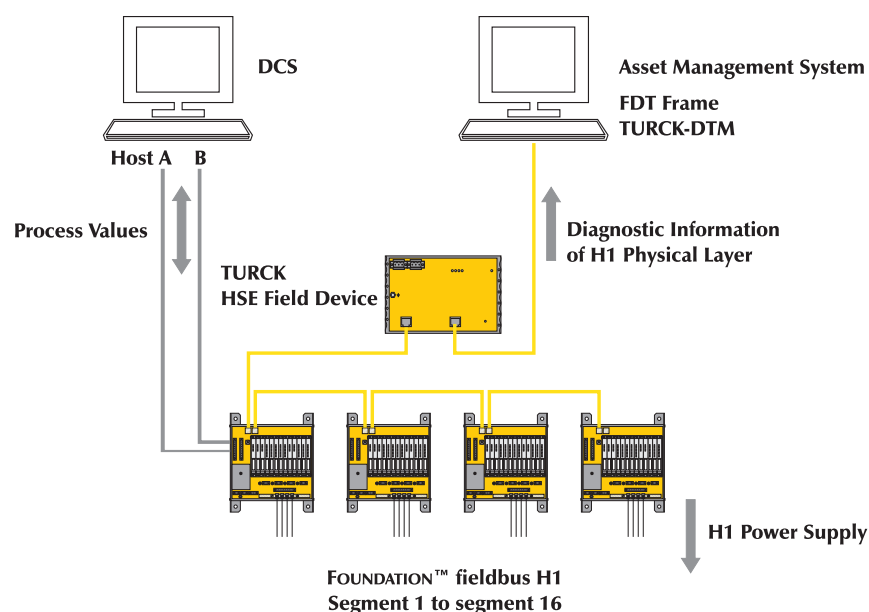 DCS
Asset Management System
FDT Frame
TURCK-DTM
Host A B
Process Values
Diagnostic Information
of H1 Physical Layer
TURCK
HSE Field Device
H1 Power Supply
FOUNDATION™ fieldbus H1
Segment 1 to segment 16